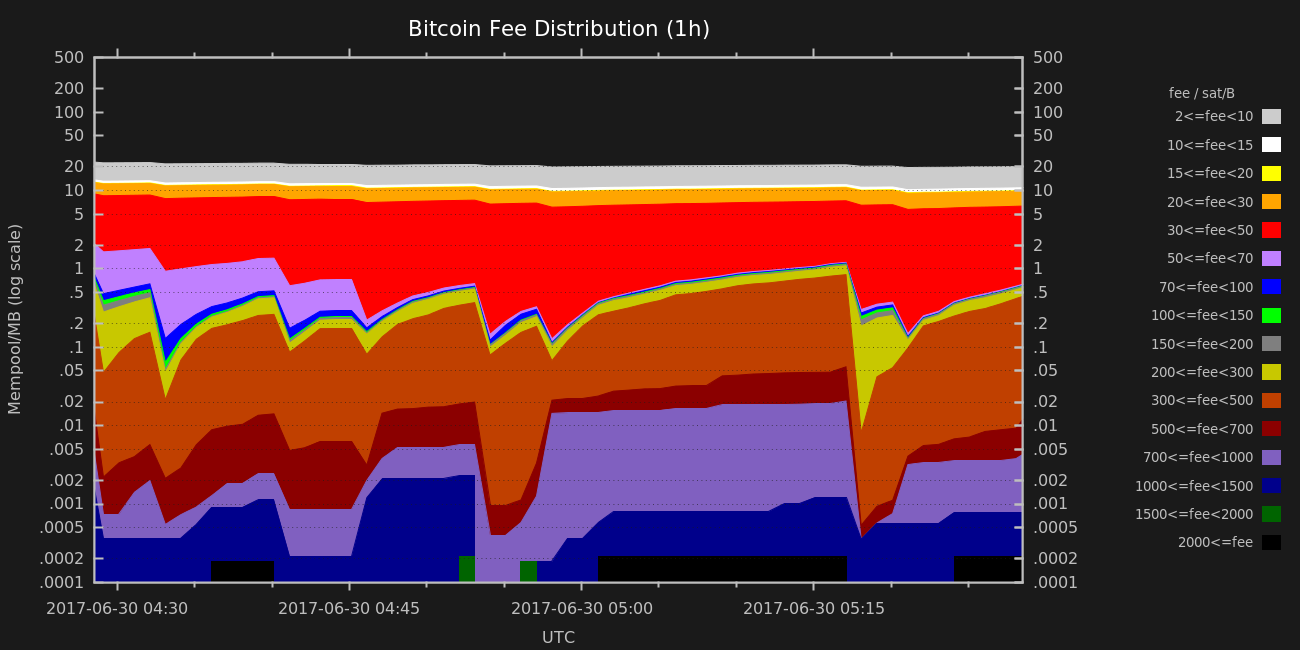 Bitcoin Fee Distribution (1h)
Mempool/MB (log scale)
500
200
100
50
20
10
5
2
1
.5
.2
.1
.05
.02
.01
.005
.002
.001
.0005
.0002
.0001
500
200
100
50
20
10
5
2
1
.5
.2
.1
.05
.02
.01
.005
.002
.001
.0005
.0002
.0001
2017-06-30 04:30
2017-06-30 04:45
2017-06-30 05:00
2017-06-30 05:15
UTC
fee / sat/B
2<=fee<10
10<=fee<15
15<=fee<20
20<=fee<30
30<=fee<50
50<=fee<70
70<=fee<100
100<=fee<150
150<=fee<200
200<=fee<300
300<=fee<500
500<=fee<700
700<=fee<1000
1000<=fee<1500
1500<=fee<2000
2000<=fee